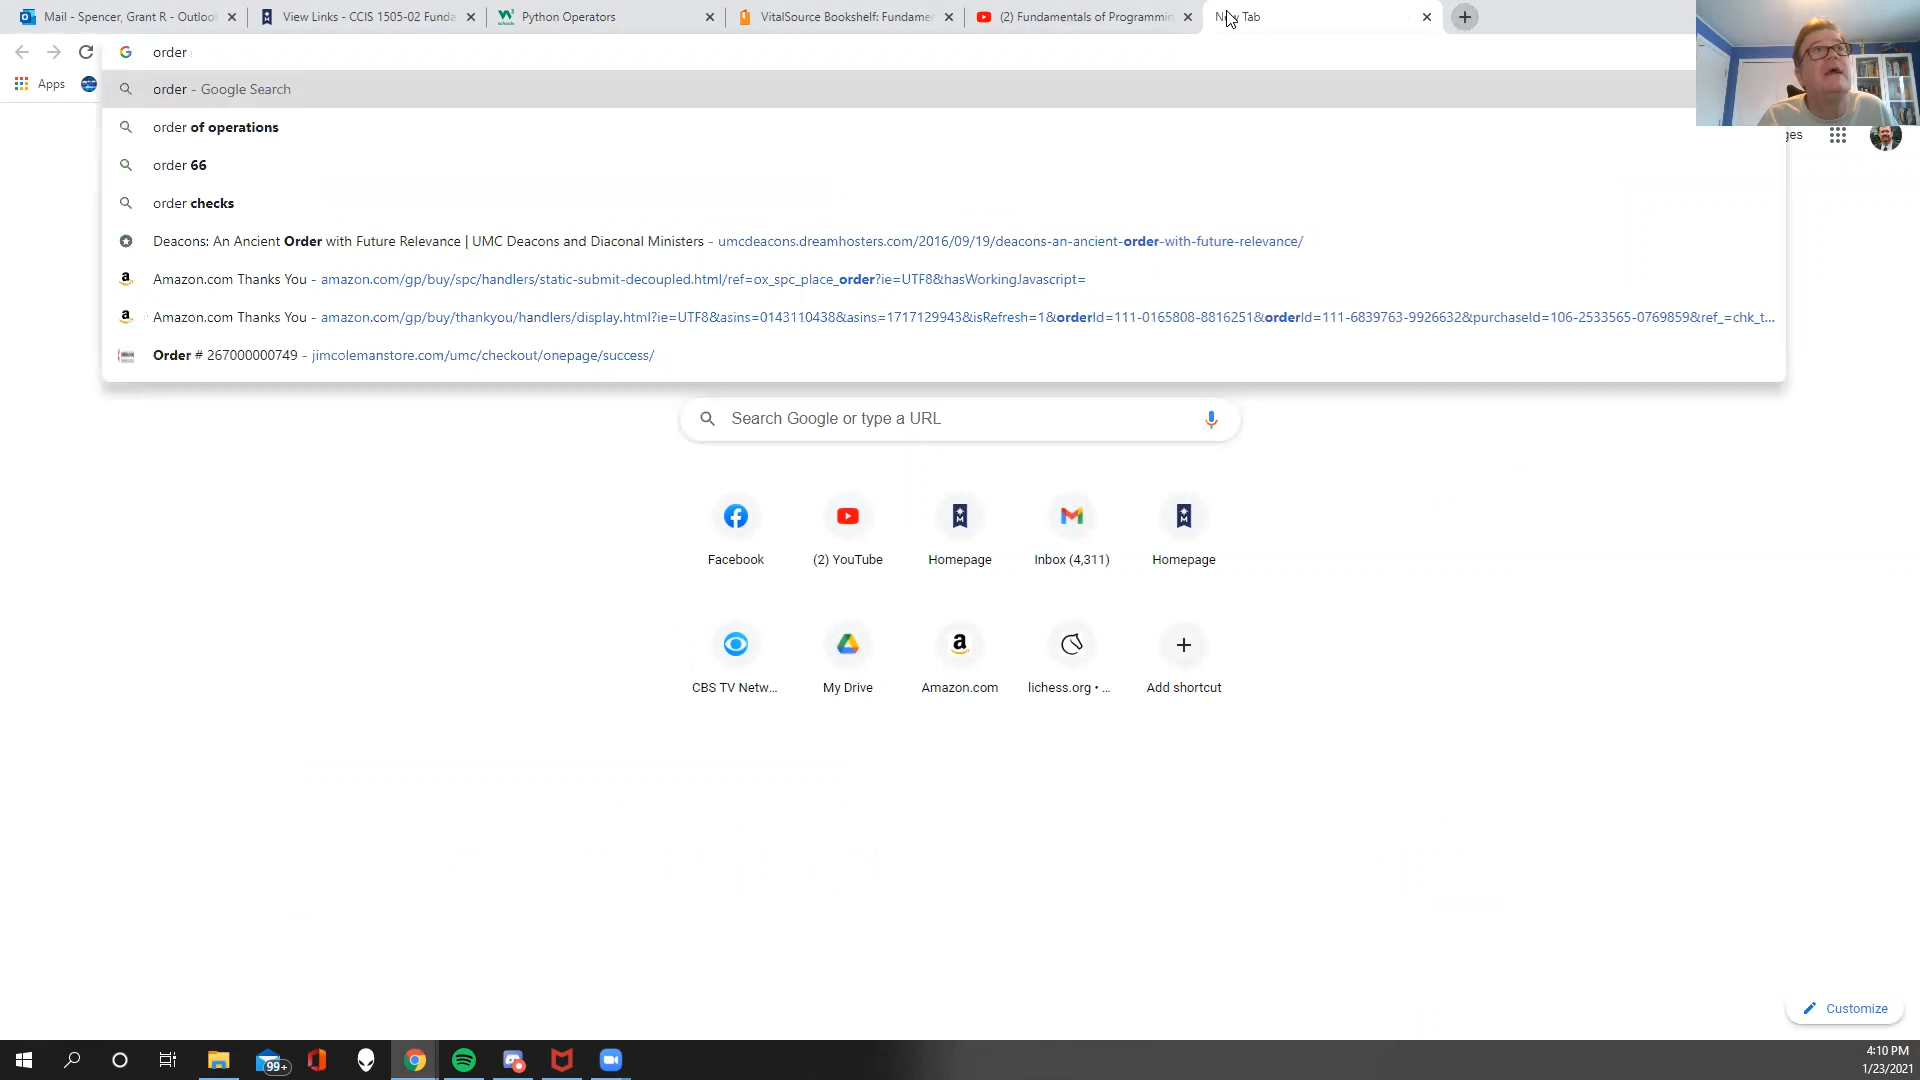 Mail - Spencer, Grant R - Outloo
View Links - CCIS 1505-02 Funda
Python Operators
VitalSource Bookshelf: Fundamen
(2) Fundamentals of Programmin
New Tab
order
Apps
order - Google Search
order of operations
order 66
order checks
Deacons: An Ancient Order with Future Relevance | UMC Deacons and Diaconal Ministers - umcdeacons.dreamhosters.com/2016/09/19/deacons-an-ancient-order-with-future-relevance/
Amazon.com Thanks You - amazon.com/gp/buy/spc/handlers/static-submit-decoupled.html/ref=ox_spc_place_order?ie=UTF8&hasWorkingJavascript=
Amazon.com Thanks You - amazon.com/gp/buy/thankyou/handlers/display.html?ie=UTF8&asins=0143110438&asins=1717129943&isRefresh=1&orderId=111-0165808-8816251&orderId=111-6839763-9926632&purchaseId=106-2533565-0769859&ref_=chk_t...
Order # 267000000749 - jimcolemanstore.com/umc/checkout/onepage/success/
Search Google or type a URL
Facebook
(2) YouTube
Homepage
Inbox (4,311)
Homepage
CBS TV Netw...
My Drive
Amazon.com
lichess.org • ...
Add shortcut
Customize
99+
4:10 PM
1/23/2021